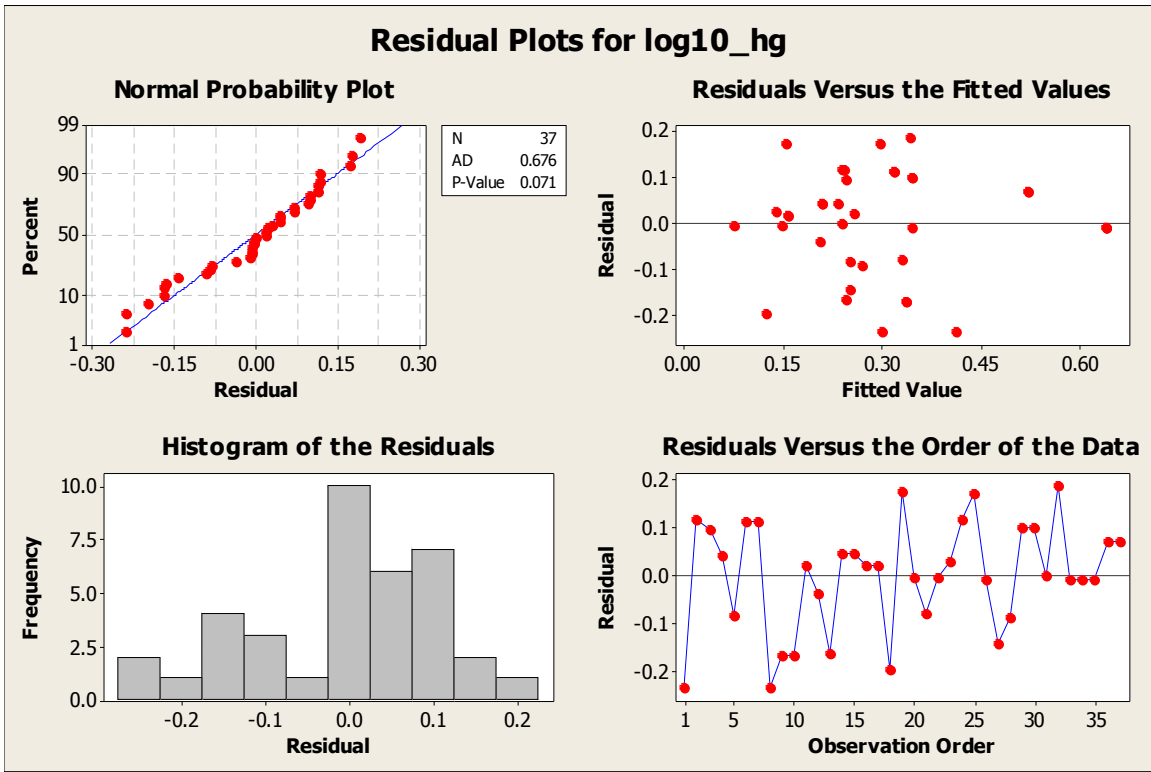 Residual Plots for log10_hg
Normal Probability Plot
99
90
50
10
1
Percent
-0.30 -0.15 0.00 0.15 0.30
Residual
N 37
AD 0.676
P-Value 0.071
Residuals Versus the Fitted Values
0.2
0.1
0.0
-0.1
-0.2
Residual
0.00 0.15 0.30 0.45 0.60
Fitted Value
Histogram of the Residuals
10.0
7.5
5.0
2.5
0.0
Frequency
-0.2 -0.1 0.0 0.1 0.2
Residual
Residuals Versus the Order of the Data
0.2
0.1
0.0
-0.1
-0.2
Residual
1 5 10 15 20 25 30 35
Observation Order